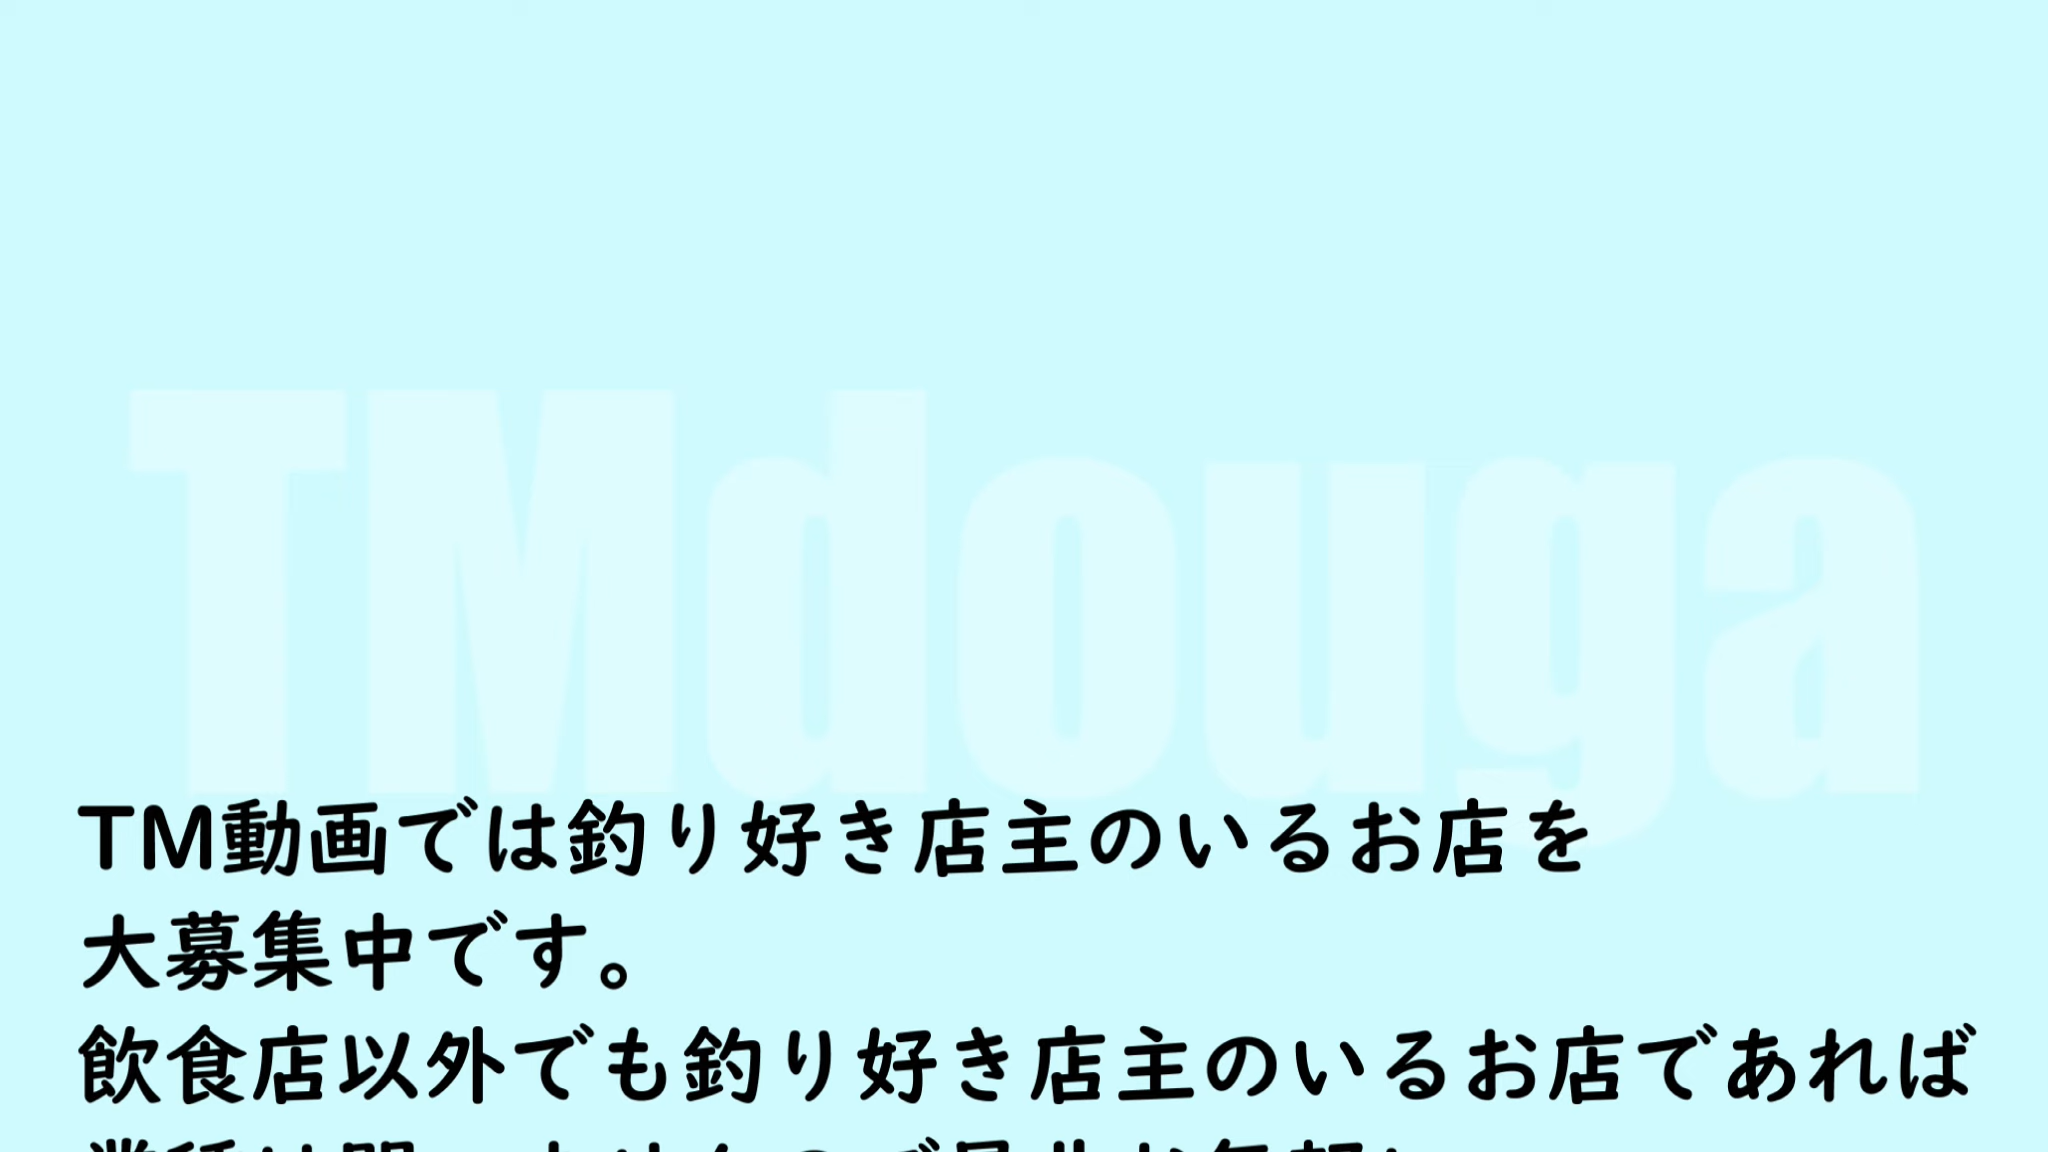 TMdouga
TM動画では釣り好き店主のいるお店を
大募集中です。
飲食店以外でも釣り好き店主のいるお店であれば